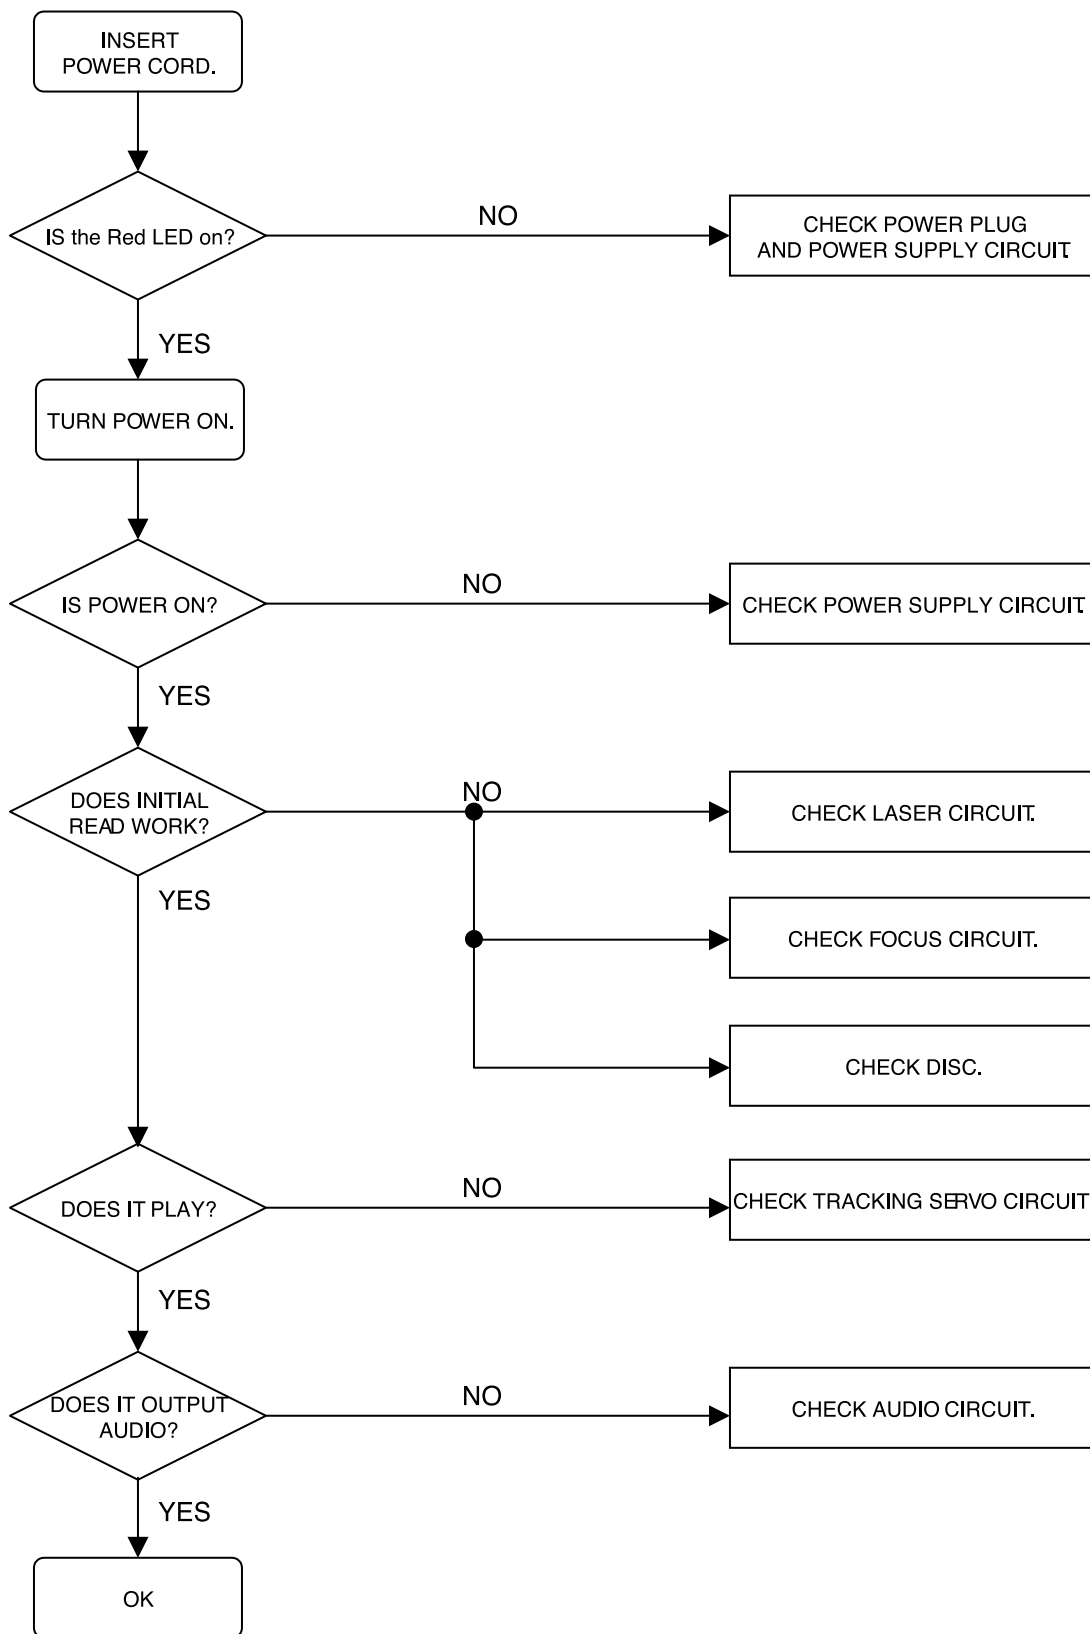 INSERT
POWER CORD.
IS the Red LED on?
NO
CHECK POWER PLUG
AND POWER SUPPLY CIRCUIT.
YES
TURN POWER ON.
IS POWER ON?
NO
CHECK POWER SUPPLY CIRCUIT.
YES
DOES INITIAL
READ WORK?
NO
CHECK LASER CIRCUIT.
YES
CHECK FOCUS CIRCUIT.
CHECK DISC.
DOES IT PLAY?
NO
CHECK TRACKING SERVO CIRCUIT
YES
DOES IT OUTPUT
AUDIO?
NO
CHECK AUDIO CIRCUIT.
YES
OK